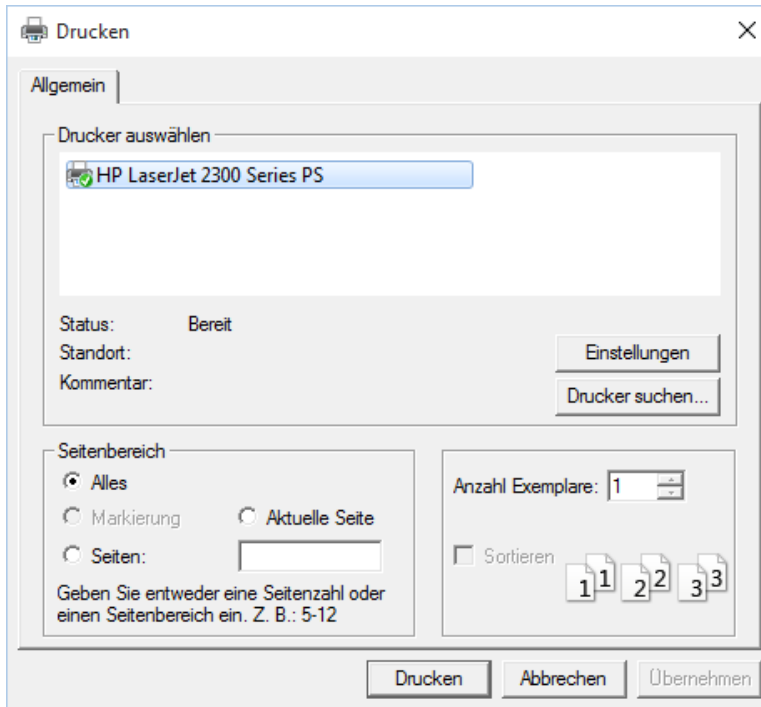 Drucken
Allgemein
Drucker auswählen
HP LaserJet 2300 Series PS
Status: Bereit
Standort:
Kommentar:
Einstellungen
Drucker suchen...
Seitenbereich
Alles
Markierung
Aktuelle Seite
Seiten:
Geben Sie entweder eine Seitenzahl oder
einen Seitenbereich ein. Z. B.: 5-12
Anzahl Exemplare: 1
Sortieren
1 1 2 2 3 3
Drucken Abbrechen Übernehmen